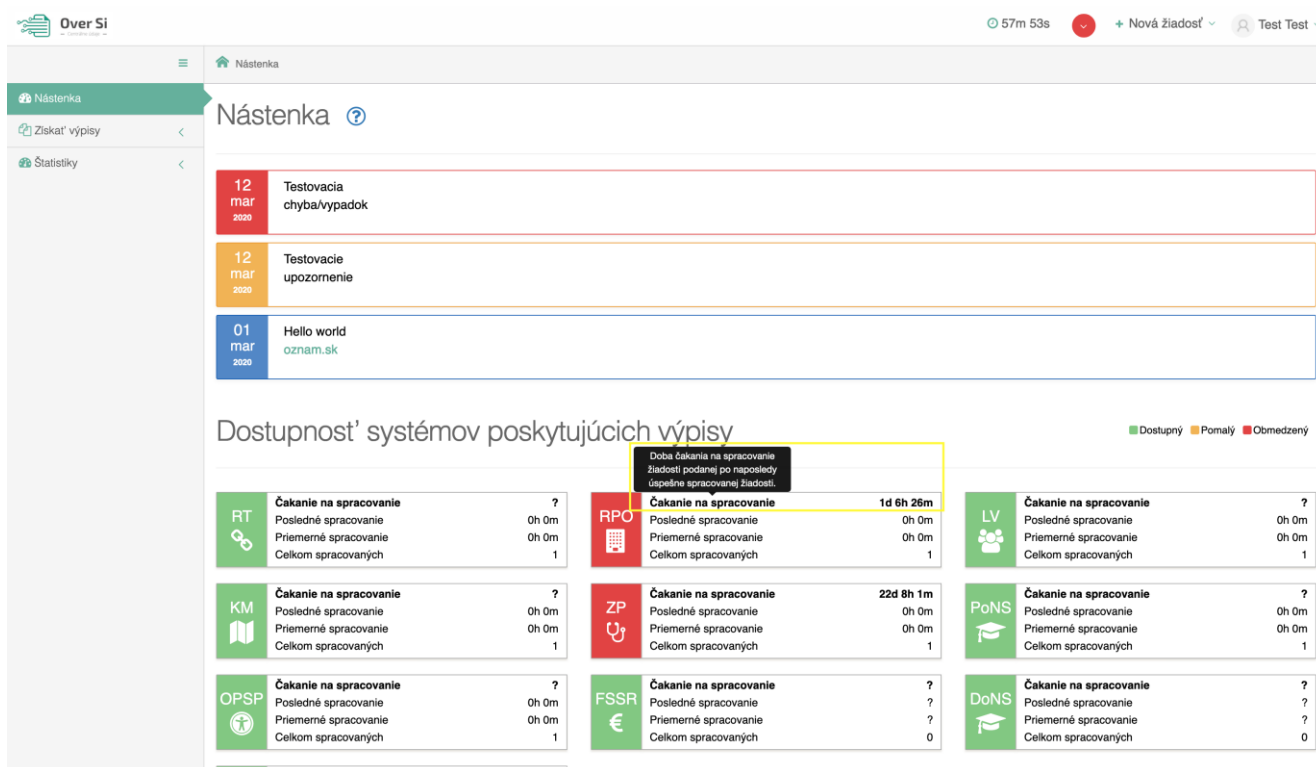 Over Si
57m 53s
+ Nová žiadosť
Test Test
Nástenka
Nástenka
Získať výpisy
Štatistiky
Nástenka ?
12
mar
2020
Testovacia
chyba/vypadok
12
mar
2020
Testovacie
upozornenie
01
mar
2020
Hello world
oznam.sk
Dostupnosť systémov poskytujúcich výpisy
Dostupný Pomalý Obmedzený
Doba čakania na spracovanie
žiadosti podanej po naposledy
úspešne spracovanej žiadosti.
RT
Čakanie na spracovanie ?
Posledné spracovanie 0h 0m
Priemerné spracovanie 0h 0m
Celkom spracovaných 1
RPO
Čakanie na spracovanie 1d 6h 26m
Posledné spracovanie 0h 0m
Priemerné spracovanie 0h 0m
Celkom spracovaných 1
LV
Čakanie na spracovanie ?
Posledné spracovanie 0h 0m
Priemerné spracovanie 0h 0m
Celkom spracovaných 1
KM
Čakanie na spracovanie ?
Posledné spracovanie 0h 0m
Priemerné spracovanie 0h 0m
Celkom spracovaných 1
ZP
Čakanie na spracovanie 22d 8h 1m
Posledné spracovanie 0h 0m
Priemerné spracovanie 0h 0m
Celkom spracovaných 1
PoNS
Čakanie na spracovanie ?
Posledné spracovanie 0h 0m
Priemerné spracovanie 0h 0m
Celkom spracovaných 1
OPSP
Čakanie na spracovanie ?
Posledné spracovanie 0h 0m
Priemerné spracovanie 0h 0m
Celkom spracovaných 1
FSSR
€
Čakanie na spracovanie ?
Posledné spracovanie ?
Priemerné spracovanie ?
Celkom spracovaných 0
DoNS
Čakanie na spracovanie ?
Posledné spracovanie ?
Priemerné spracovanie ?
Celkom spracovaných 0